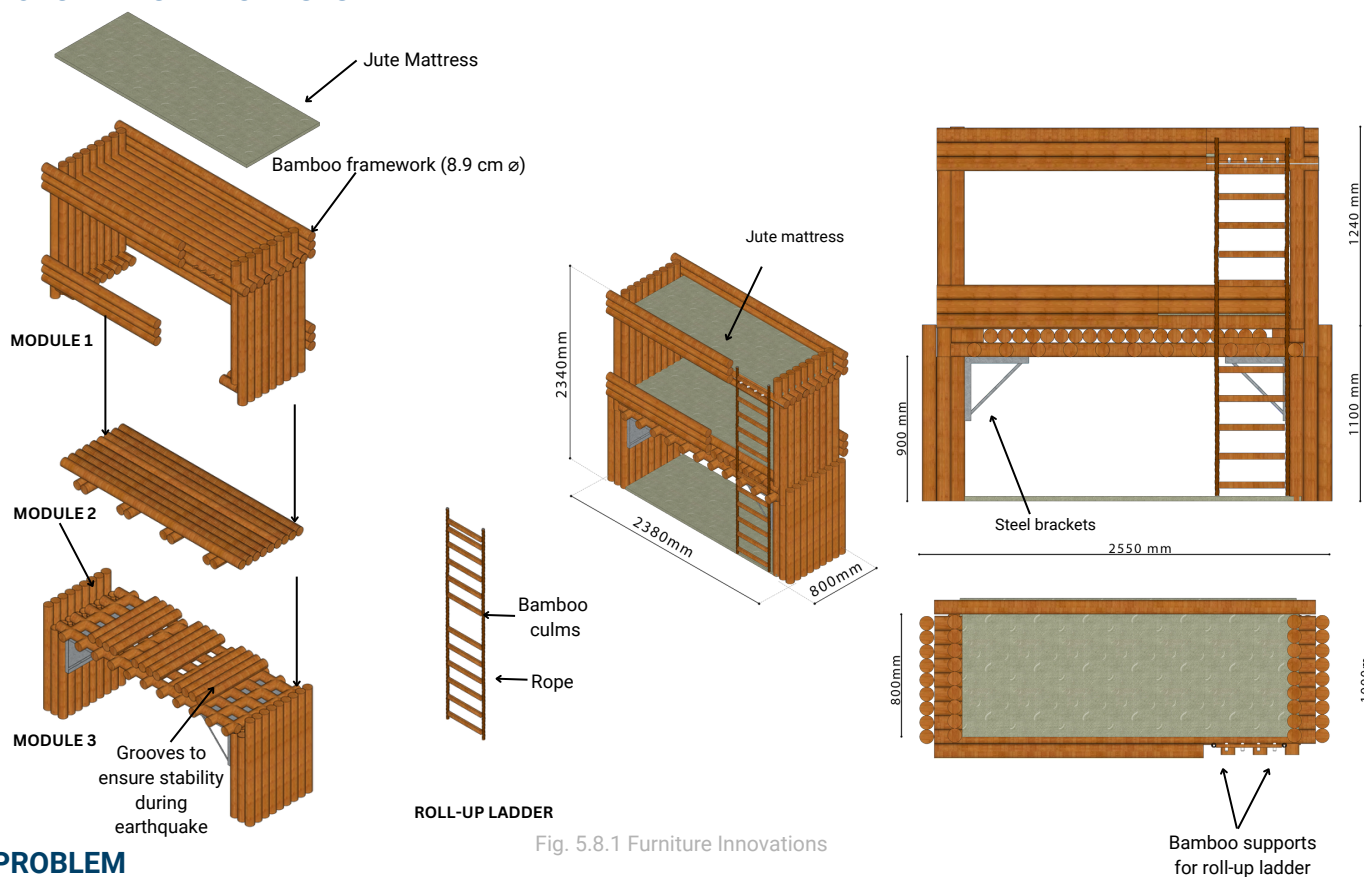 Jute Mattress
Bamboo framework (8.9 cm ø)
MODULE 1
MODULE 2
MODULE 3
Grooves to
ensure stability
during
earthquake
Bamboo
culms
Rope
ROLL-UP LADDER
Jute mattress
2340mm
2380mm
800mm
1240 mm
1100 mm
900 mm
Steel brackets
2550 mm
800mm
Bamboo supports
for roll-up ladder
Fig. 5.8.1 Furniture Innovations
PROBLEM